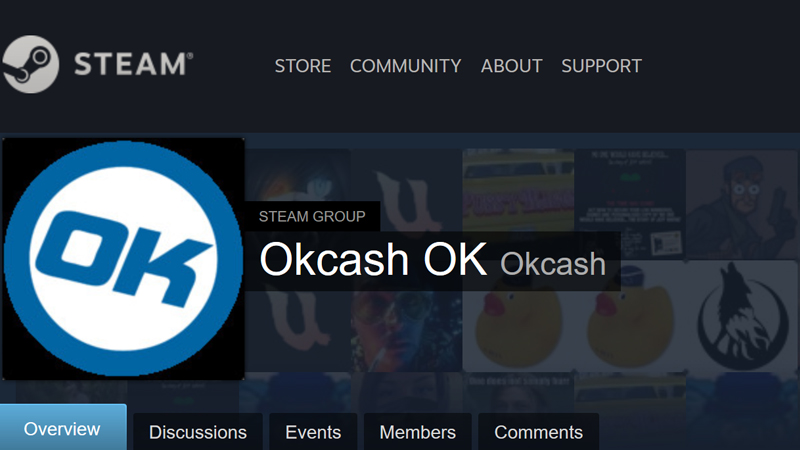 STEAM®
STORE COMMUNITY ABOUT SUPPORT
OK
STEAM GROUP
Okcash OK Okcash
Overview Discussions Events Members Comments